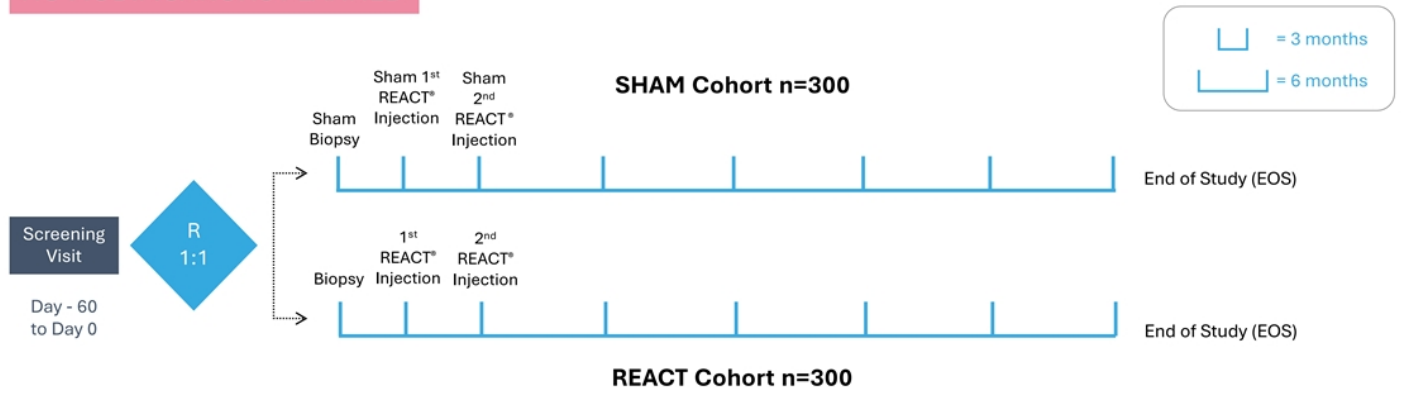 = 3 months
= 6 months
SHAM Cohort n=300
Sham
Biopsy
Sham 1st
REACT®
Injection
Sham
2nd
REACT®
Injection
End of Study (EOS)
Screening
Visit
Day - 60
to Day 0
R
1:1
Biopsy
1st
REACT®
Injection
2nd
REACT®
Injection
End of Study (EOS)
REACT Cohort n=300